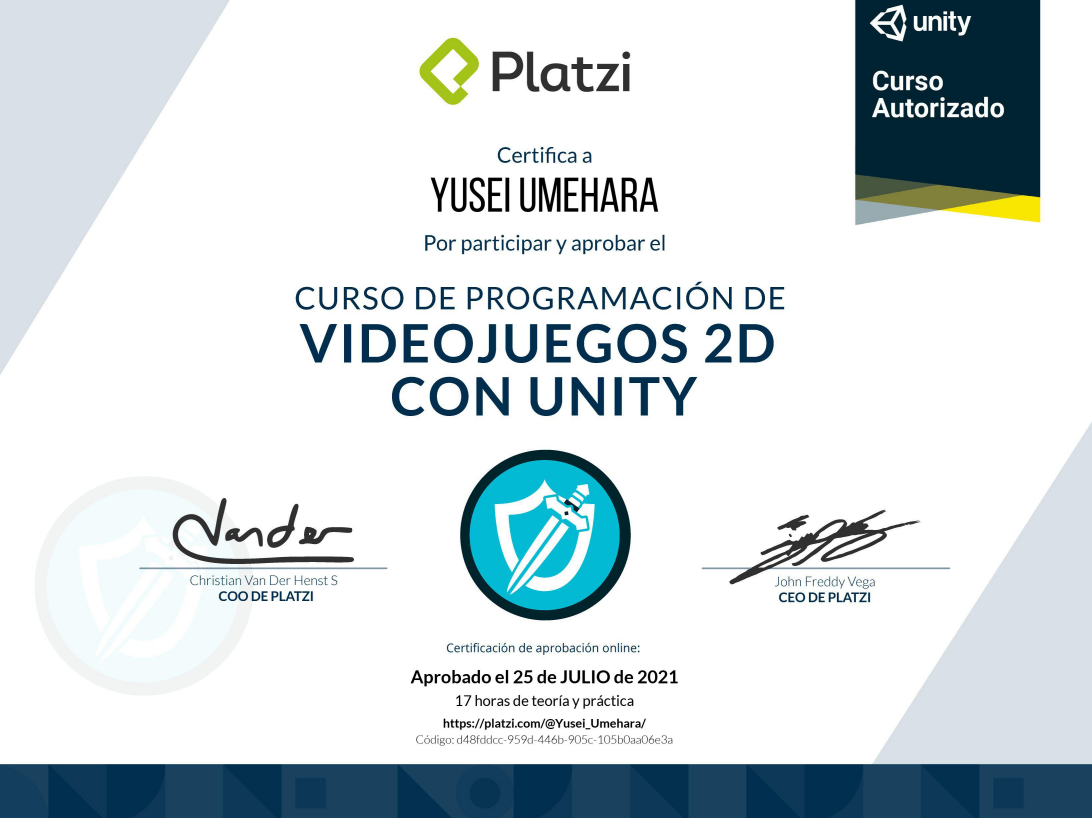 Platzi
unity
Curso
Autorizado
Certifica a
YUSEI UMEHARA
Por participar y aprobar el
CURSO DE PROGRAMACIÓN DE
VIDEOJUEGOS 2D
CON UNITY
Vander
Christian Van Der Henst S
COO DE PLATZI
John Freddy Vega
CEO DE PLATZI
Certificación de aprobación online:
Aprobado el 25 de JULIO de 2021
17 horas de teoría y práctica
https://platzi.com/@Yusei_Umehara/
Código: d48fddcc-959d-446b-905c-105b0aa06e3a